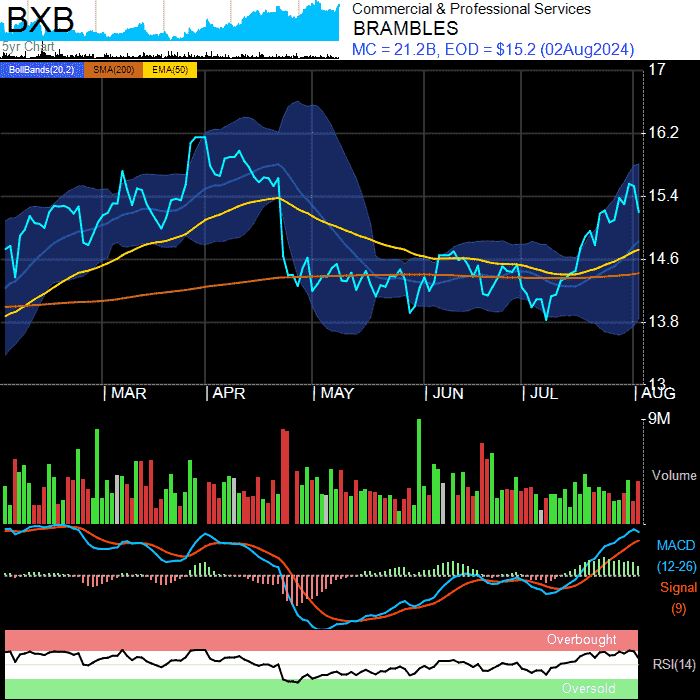 BXB
5yr Chart
Commercial & Professional Services
BRAMBLES
MC = 21.2B, EOD = $15.2 (02Aug2024)
BollBands(20,2) SMA(200) EMA(50)
17
16.2
15.4
14.6
13.8
13
MAR APR MAY JUN JUL AUG
9M
Volume
MACD
(12-26)
Signal
(9)
Overbought
RSI(14)
Oversold